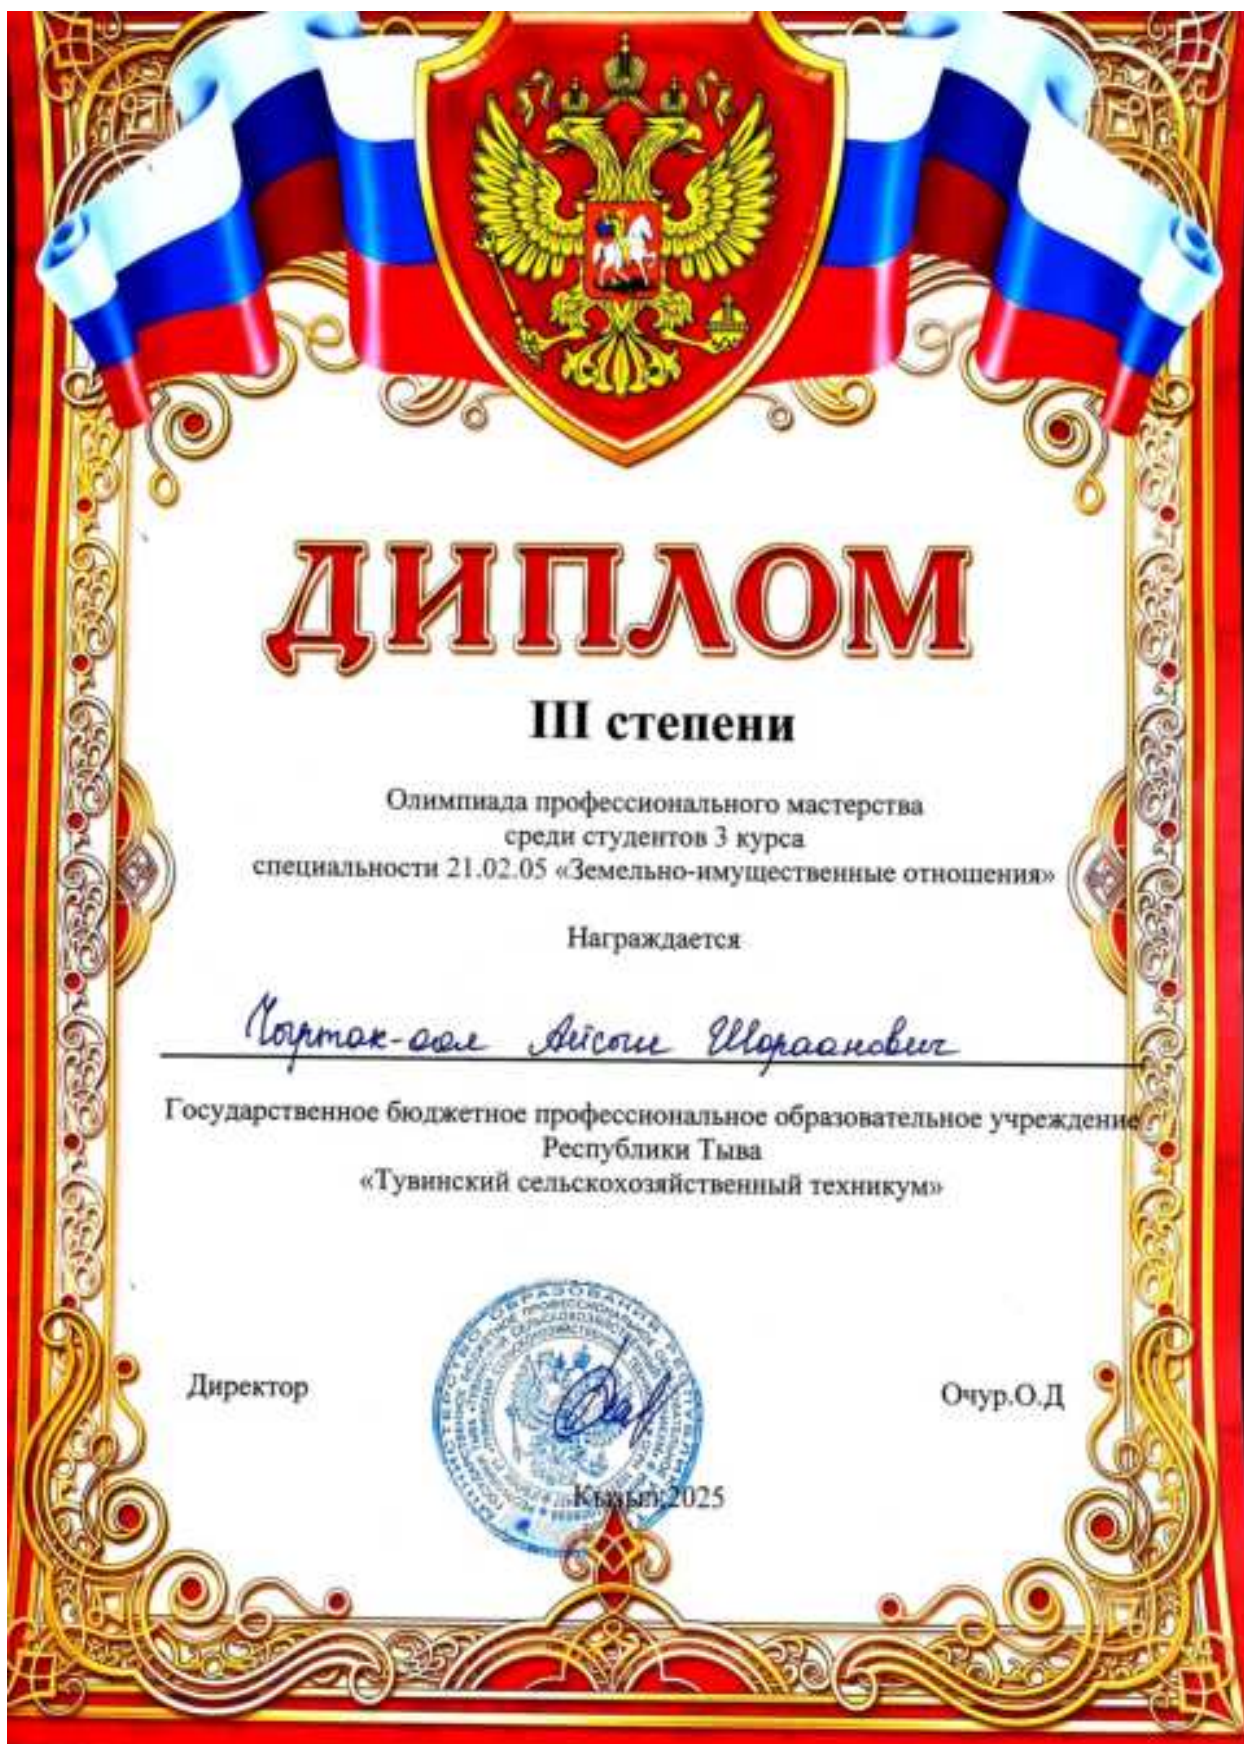 ДИПЛОМ
III степени
Олимпиада профессионального мастерства
среди студентов 3 курса
специальности 21.02.05 «Земельно-имущественные отношения»
Награждается
Чыртак-оол Айсын Шораанович
Государственное бюджетное профессиональное образовательное учреждение
Республики Тыва
«Тувинский сельскохозяйственный техникум»
Директор
Очур.О.Д
Кызыл 2025